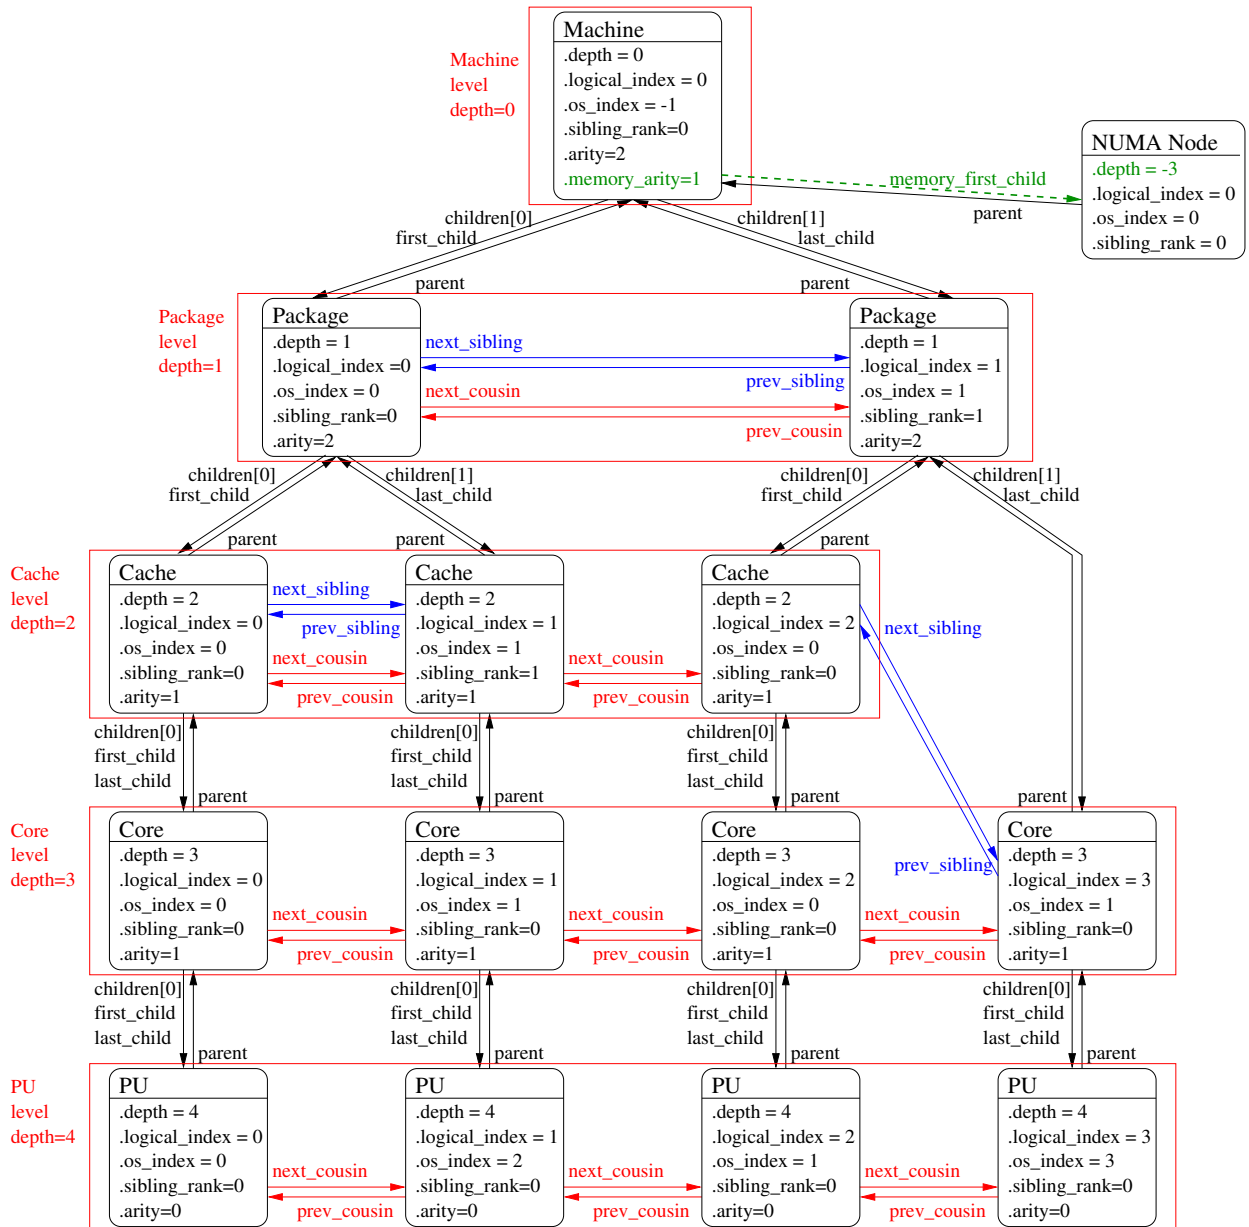 Machine
.depth = 0
.logical_index = 0
.os_index = -1
.sibling_rank=0
.arity=2
.memory_arity=1
Machine
level
depth=0
NUMA Node
.depth = -3
.logical_index = 0
.os_index = 0
.sibling_rank = 0
memory_first_child
parent
children[0]
first_child
children[1]
last_child
parent
parent
Package
level
depth=1
Package
.depth = 1
.logical_index =0
.os_index = 0
.sibling_rank=0
.arity=2
next_sibling
prev_sibling
next_cousin
prev_cousin
Package
.depth = 1
.logical_index = 1
.os_index = 1
.sibling_rank=1
.arity=2
children[0]
first_child
children[1]
last_child
children[0]
first_child
children[1]
last_child
parent
parent
parent
Cache
level
depth=2
Cache
.depth = 2
.logical_index = 0
.os_index = 0
.sibling_rank=0
.arity=1
next_sibling
prev_sibling
next_cousin
prev_cousin
Cache
.depth = 2
.logical_index = 1
.os_index = 1
.sibling_rank=1
.arity=1
next_cousin
prev_cousin
Cache
.depth = 2
.logical_index = 2
.os_index = 0
.sibling_rank=0
.arity=1
next_sibling
prev_sibling
children[0]
first_child
last_child
parent
children[0]
first_child
last_child
parent
children[0]
first_child
last_child
parent
parent
Core
level
depth=3
Core
.depth = 3
.logical_index = 0
.os_index = 0
.sibling_rank=0
.arity=1
next_cousin
prev_cousin
Core
.depth = 3
.logical_index = 1
.os_index = 1
.sibling_rank=0
.arity=1
next_cousin
prev_cousin
Core
.depth = 3
.logical_index = 2
.os_index = 0
.sibling_rank=0
.arity=1
next_cousin
prev_cousin
Core
.depth = 3
.logical_index = 3
.os_index = 1
.sibling_rank=0
.arity=1
children[0]
first_child
last_child
parent
children[0]
first_child
last_child
parent
children[0]
first_child
last_child
parent
children[0]
first_child
last_child
parent
PU
level
depth=4
PU
.depth = 4
.logical_index = 0
.os_index = 0
.sibling_rank=0
.arity=0
next_cousin
prev_cousin
PU
.depth = 4
.logical_index = 1
.os_index = 2
.sibling_rank=0
.arity=0
next_cousin
prev_cousin
PU
.depth = 4
.logical_index = 2
.os_index = 1
.sibling_rank=0
.arity=0
next_cousin
prev_cousin
PU
.depth = 4
.logical_index = 3
.os_index = 3
.sibling_rank=0
.arity=0